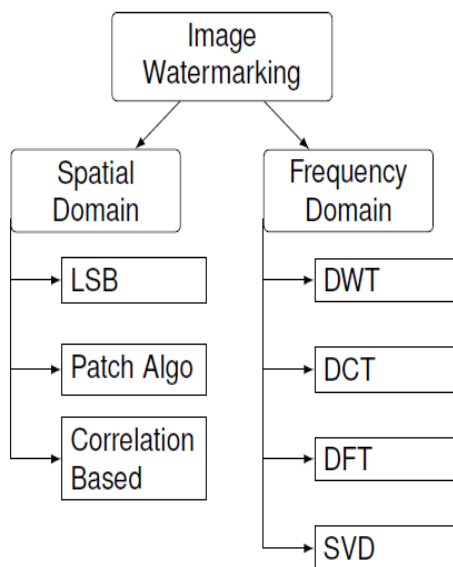 Image
Watermarking
Spatial
Domain
LSB
Patch Algo
Correlation
Based
Frequency
Domain
DWT
DCT
DFT
SVD